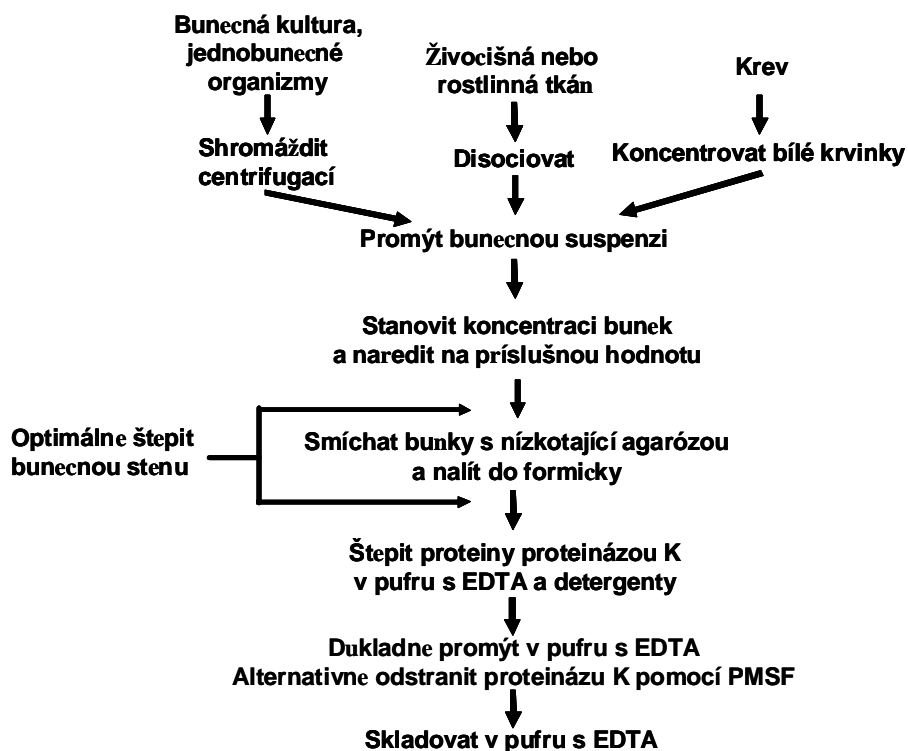 Bunecná kultura,
jednobunecné
organizmy
Živocišná nebo
rostlinná tkán
Krev
Shromáždit
centrifugací
Disociovat
Koncentrovat bílé krvinky
Promýt bunecnou suspenzi
Stanovit koncentraci bunek
a naredit na príslušnou hodnotu
Optimálne štepit
bunecnou stenu
Smíchat bunky s nízkotající agarózou
a nalít do formicky
Štepit proteiny proteinázou K
v pufru s EDTA a detergenty
Dukladne promýt v pufru s EDTA
Alternativne odstranit proteinázu K pomocí PMSF
Skladovat v pufru s EDTA